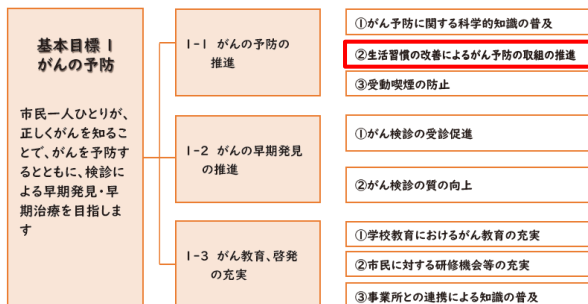 基本目標 1
がんの予防
市民一人ひとりが、
正しくがんを知るこ
とで、がんを予防す
るとともに、検診に
よる早期発見・早
期治療を目指しま
す
1-1 がんの予防の
推進
①がん予防に関する科学的知識の普及
②生活習慣の改善によるがん予防の取組の推進
③受動喫煙の防止
1-2 がんの早期発見
の推進
①がん検診の受診促進
②がん検診の質の向上
1-3 がん教育、啓発
の充実
①学校教育におけるがん教育の充実
②市民に対する研修機会等の充実
③事業所との連携による知識の普及